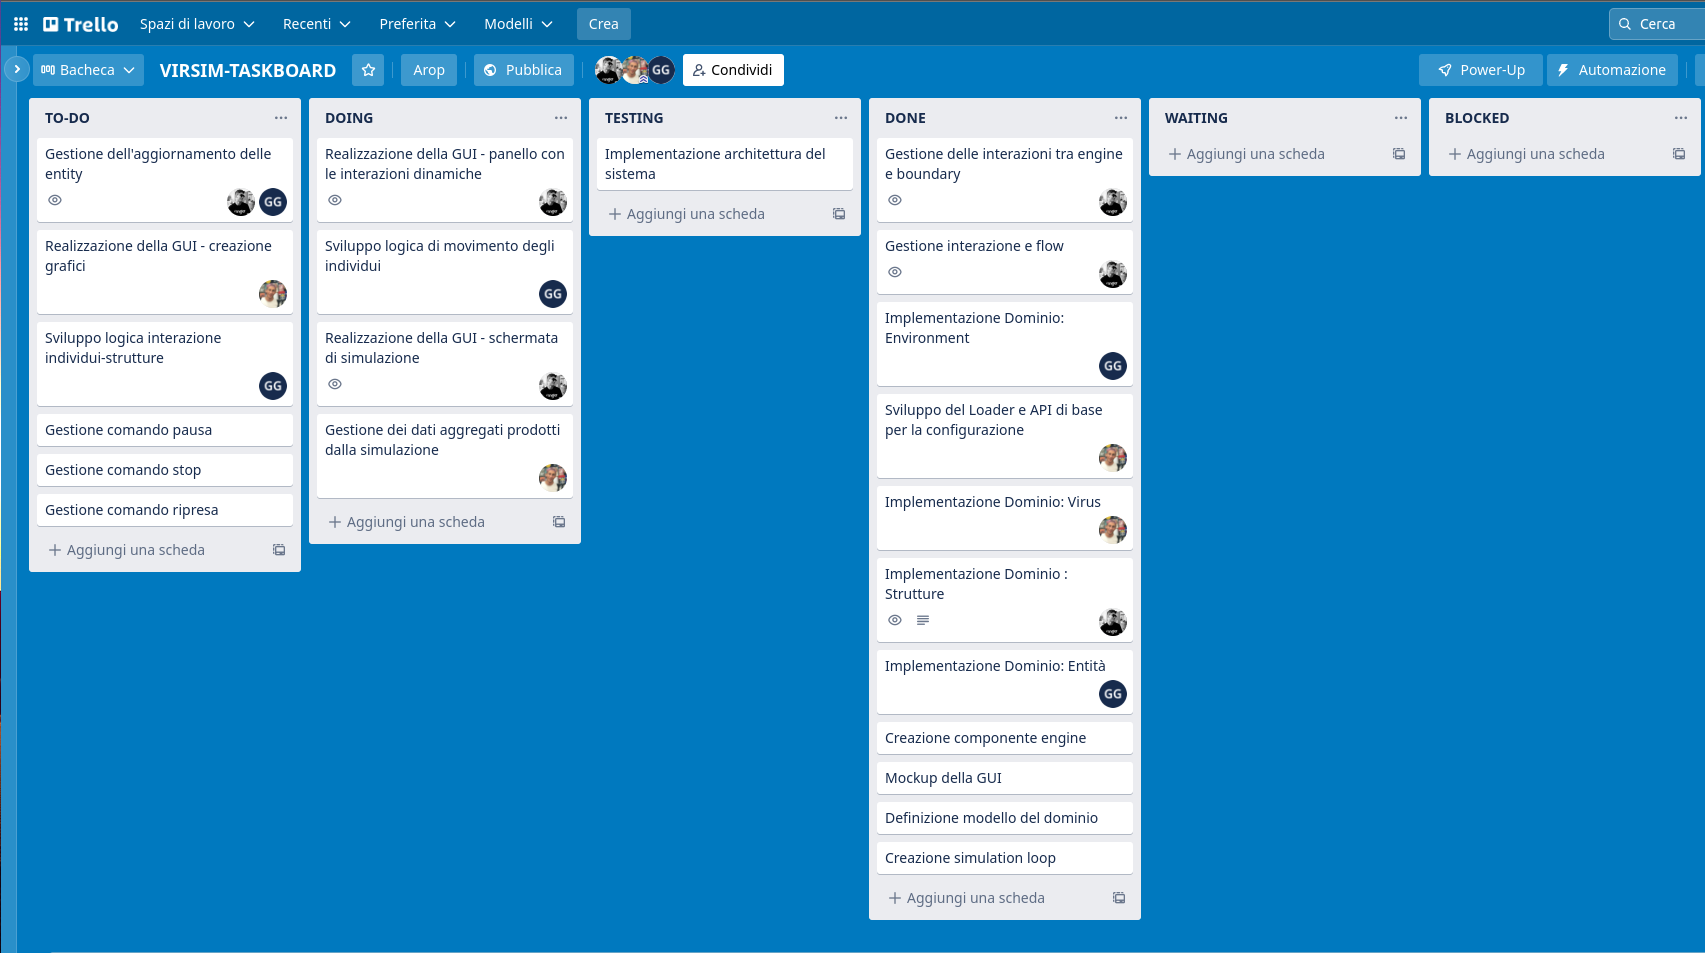 Trello
Spazi di lavoro
Recenti
Preferita
Modelli
Crea
Cerca
Bacheca
VIRSIM-TASKBOARD
Arop
Pubblica
GG
Condividi
Power-Up
Automazione
TO-DO
Gestione dell'aggiornamento delle
entity
GG
Realizzazione della GUI - creazione
grafici
Sviluppo logica interazione
individui-strutture
GG
Gestione comando pausa
Gestione comando stop
Gestione comando ripresa
Aggiungi una scheda
DOING
Realizzazione della GUI - panello con
le interazioni dinamiche
Sviluppo logica di movimento degli
individui
GG
Realizzazione della GUI - schermata
di simulazione
Gestione dei dati aggregati prodotti
dalla simulazione
Aggiungi una scheda
TESTING
Implementazione architettura del
sistema
Aggiungi una scheda
DONE
Gestione delle interazioni tra engine
e boundary
Gestione interazione e flow
Implementazione Dominio:
Environment
GG
Sviluppo del Loader e API di base
per la configurazione
Implementazione Dominio: Virus
Implementazione Dominio :
Strutture
Implementazione Dominio: Entità
GG
Creazione componente engine
Mockup della GUI
Definizione modello del dominio
Creazione simulation loop
Aggiungi una scheda
WAITING
Aggiungi una scheda
BLOCKED
Aggiungi una scheda